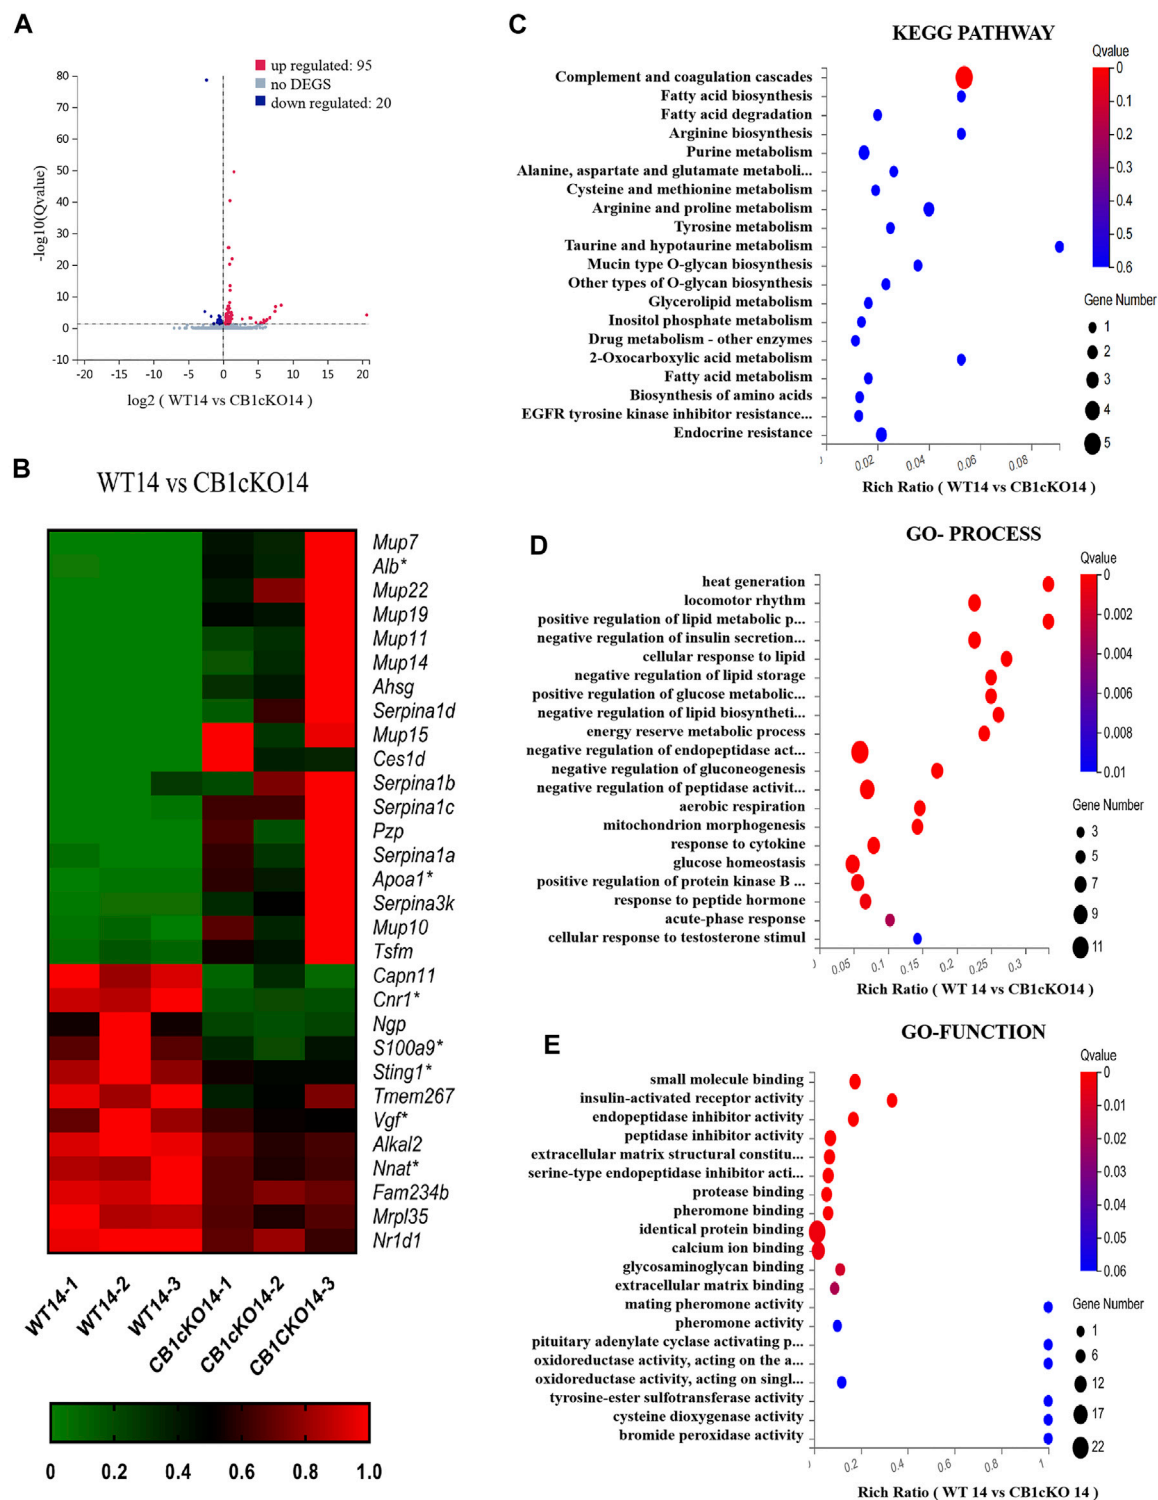 A
up regulated: 95
no DEGS
down regulated: 20
80
70
60
50
40
30
20
10
0
-10
-log10(Qvalue)
-20 -15 -10 -5 0 5 10 15 20
log2 ( WT14 vs CB1cKO14 )
B
WT14 vs CB1cKO14
Mup7
Alb*
Mup22
Mup19
Mup11
Mup14
Ahsg
Serpina1d
Mup15
Ces1d
Serpina1b
Serpina1c
Pzp
Serpina1a
Apoa1*
Serpina3k
Mup10
Tsfm
Capn11
Cnr1*
Ngp
S100a9*
Sting1*
Tmem267
Vgf*
Alkal2
Nnat*
Fam234b
Mrpl35
Nr1d1
WT14-1
WT14-2
WT14-3
CB1cKO14-1
CB1cKO14-2
CB1CKO14-3
0 0.2 0.4 0.6 0.8 1.0
C
KEGG PATHWAY
Complement and coagulation cascades
Fatty acid biosynthesis
Fatty acid degradation
Arginine biosynthesis
Purine metabolism
Alanine, aspartate and glutamate metaboli...
Cysteine and methionine metabolism
Arginine and proline metabolism
Tyrosine metabolism
Taurine and hypotaurine metabolism
Mucin type O-glycan biosynthesis
Other types of O-glycan biosynthesis
Glycerolipid metabolism
Inositol phosphate metabolism
Drug metabolism - other enzymes
2-Oxocarboxylic acid metabolism
Fatty acid metabolism
Biosynthesis of amino acids
EGFR tyrosine kinase inhibitor resistance...
Endocrine resistance
0.02 0.04 0.06 0.08
Rich Ratio ( WT14 vs CB1cKO14 )
Qvalue
0
0.1
0.2
0.3
0.4
0.5
0.6
Gene Number
1
2
3
4
5
D
GO- PROCESS
heat generation
locomotor rhythm
positive regulation of lipid metabolic p...
negative regulation of insulin secretion...
cellular response to lipid
negative regulation of lipid storage
positive regulation of glucose metabolic...
negative regulation of lipid biosyntheti...
energy reserve metabolic process
negative regulation of endopeptidase act...
negative regulation of gluconeogenesis
negative regulation of peptidase activit...
aerobic respiration
mitochondrion morphogenesis
response to cytokine
glucose homeostasis
positive regulation of protein kinase B ...
response to peptide hormone
acute-phase response
cellular response to testosterone stimul
0.05 0.1 0.15 0.2 0.25 0.3
Rich Ratio ( WT 14 vs CB1cKO14 )
Qvalue
0
0.002
0.004
0.006
0.008
0.01
Gene Number
3
5
7
9
11
E
GO-FUNCTION
small molecule binding
insulin-activated receptor activity
endopeptidase inhibitor activity
peptidase inhibitor activity
extracellular matrix structural constitu...
serine-type endopeptidase inhibitor acti...
protease binding
pheromone binding
identical protein binding
calcium ion binding
glycosaminoglycan binding
extracellular matrix binding
mating pheromone activity
pheromone activity
pituitary adenylate cyclase activating p...
oxidoreductase activity, acting on the a...
oxidoreductase activity, acting on singl...
tyrosine-ester sulfotransferase activity
cysteine dioxygenase activity
bromide peroxidase activity
0.2 0.4 0.6 0.8 1
Rich Ratio ( WT 14 vs CB1cKO 14 )
Qvalue
0
0.01
0.02
0.03
0.04
0.05
0.06
Gene Number
1
6
12
17
22